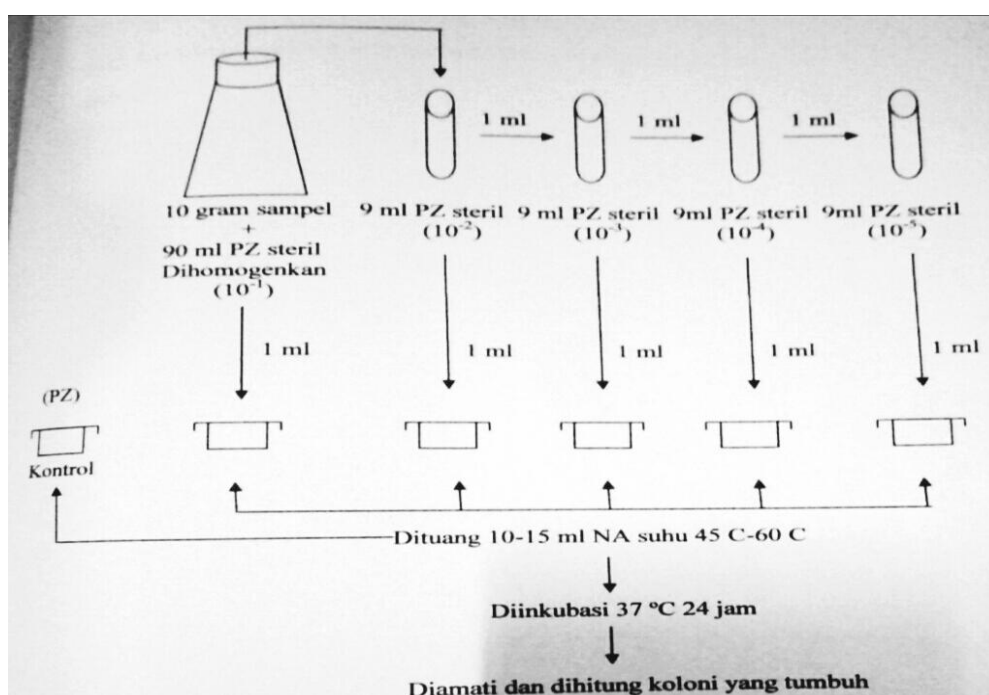 1 ml 1 ml 1 ml
10 gram sampel
+
90 ml PZ steril
Dihomogenkan
(10⁻¹)
9 ml PZ steril
(10⁻²)
9 ml PZ steril
(10⁻³)
9ml PZ steril
(10⁻⁴)
9ml PZ steril
(10⁻⁵)
1 ml 1 ml 1 ml 1 ml 1 ml
(PZ)
Kontrol
Dituang 10-15 ml NA suhu 45 C-60 C
Diinkubasi 37 ºC 24 jam
Diamati dan dihitung koloni yang tumbuh